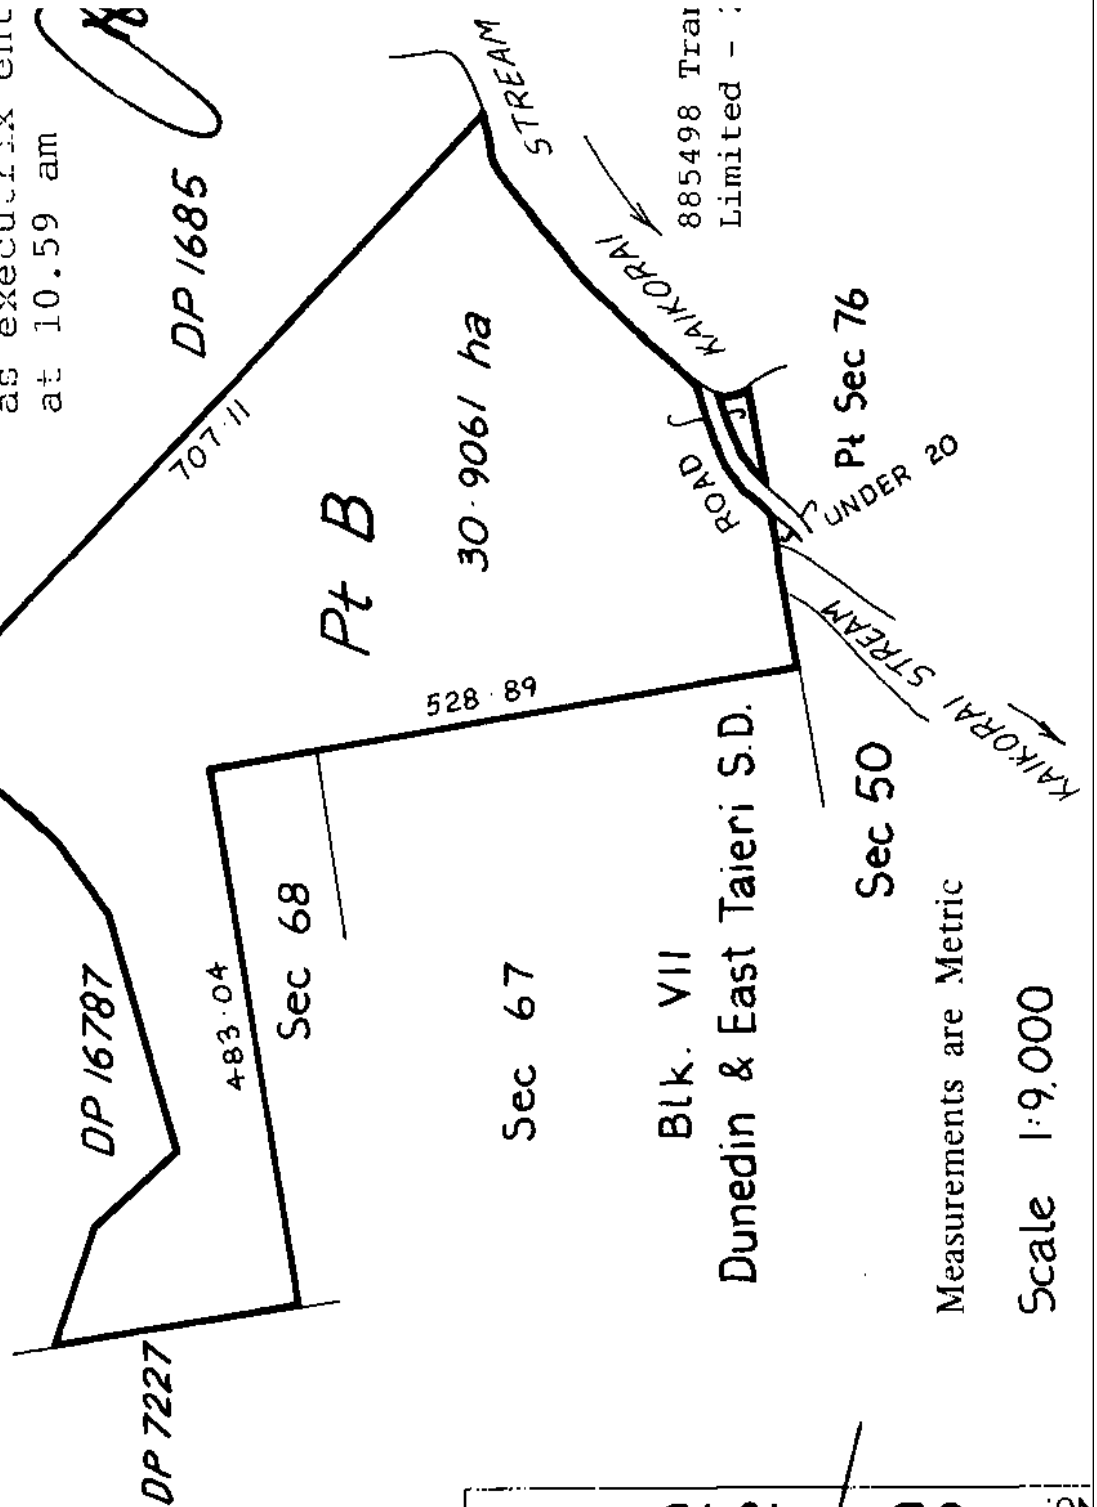 as executrix
at 10.59 am
DP 1685
707·11
STREAM
KAIKORAI
885498
Limited -
Pt B
30·9061 ha
ROAD
UNDER 20
Pt Sec 76
528·89
KAIKORAI STREAM
Sec 50
DP 16787
483·04
Sec 68
Sec 67
Blk. VII
Dunedin & East Taieri S.D.
Measurements are Metric
Scale 1:9,000
DP 7227